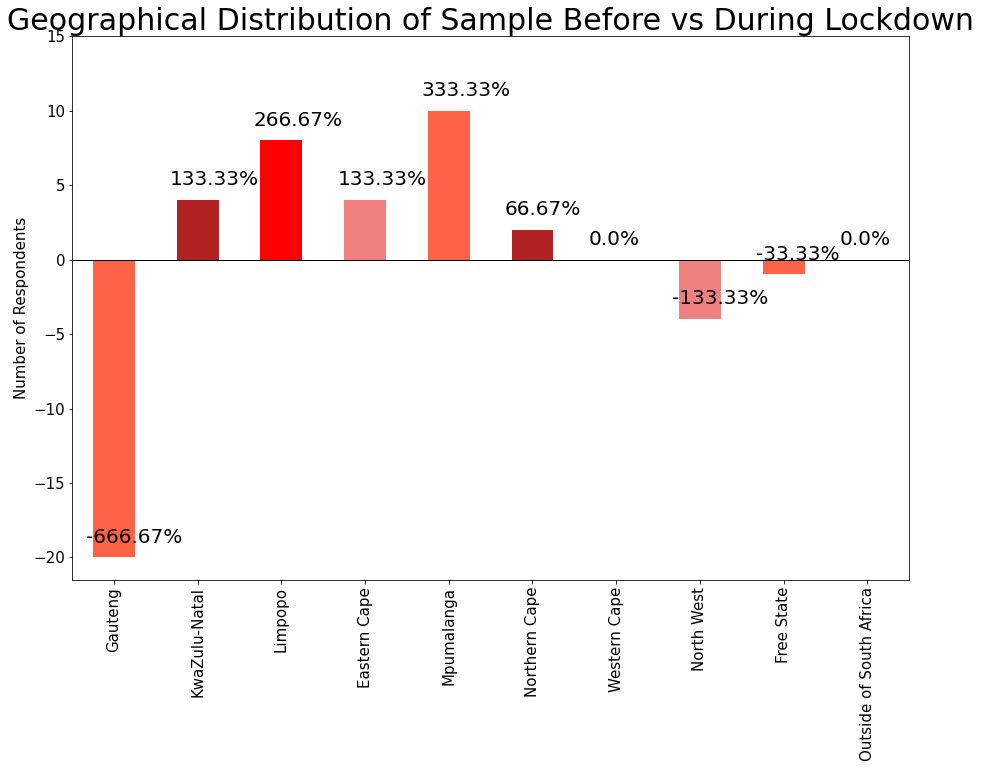 Geographical Distribution of Sample Before vs During Lockdown
Number of Respondents
15
10
5
0
−5
−10
−15
−20
-666.67%
133.33%
266.67%
133.33%
333.33%
66.67%
0.0%
-133.33%
-33.33%
0.0%
Gauteng
KwaZulu-Natal
Limpopo
Eastern Cape
Mpumalanga
Northern Cape
Western Cape
North West
Free State
Outside of South Africa